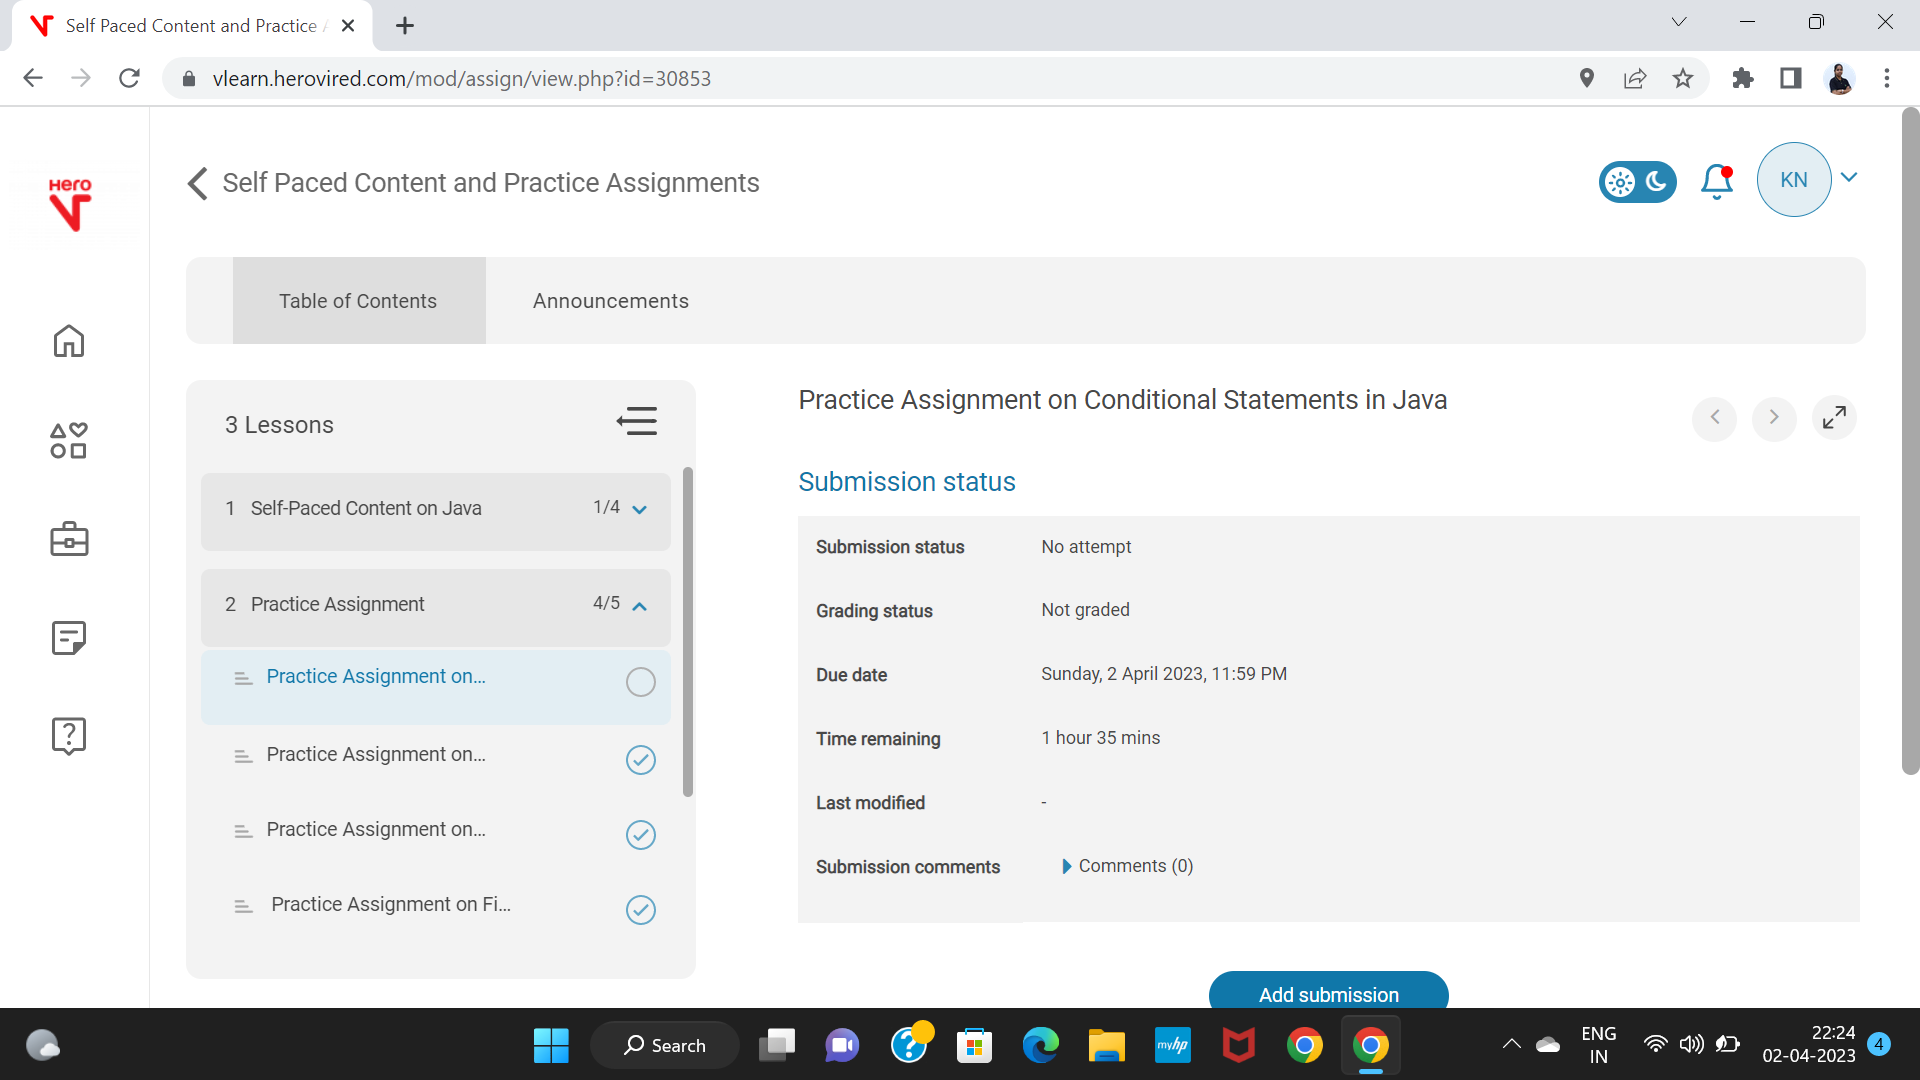 Self Paced Content and Practice
vlearn.herovired.com/mod/assign/view.php?id=30853
Hero
Self Paced Content and Practice Assignments
KN
Table of Contents
Announcements
3 Lessons
1 Self-Paced Content on Java 1/4
2 Practice Assignment 4/5
Practice Assignment on...
Practice Assignment on...
Practice Assignment on...
Practice Assignment on Fi...
Practice Assignment on Conditional Statements in Java
Submission status
Submission status No attempt
Grading status Not graded
Due date Sunday, 2 April 2023, 11:59 PM
Time remaining 1 hour 35 mins
Last modified -
Submission comments Comments (0)
Add submission
Search
myhp
ENG
IN
22:24
02-04-2023
4